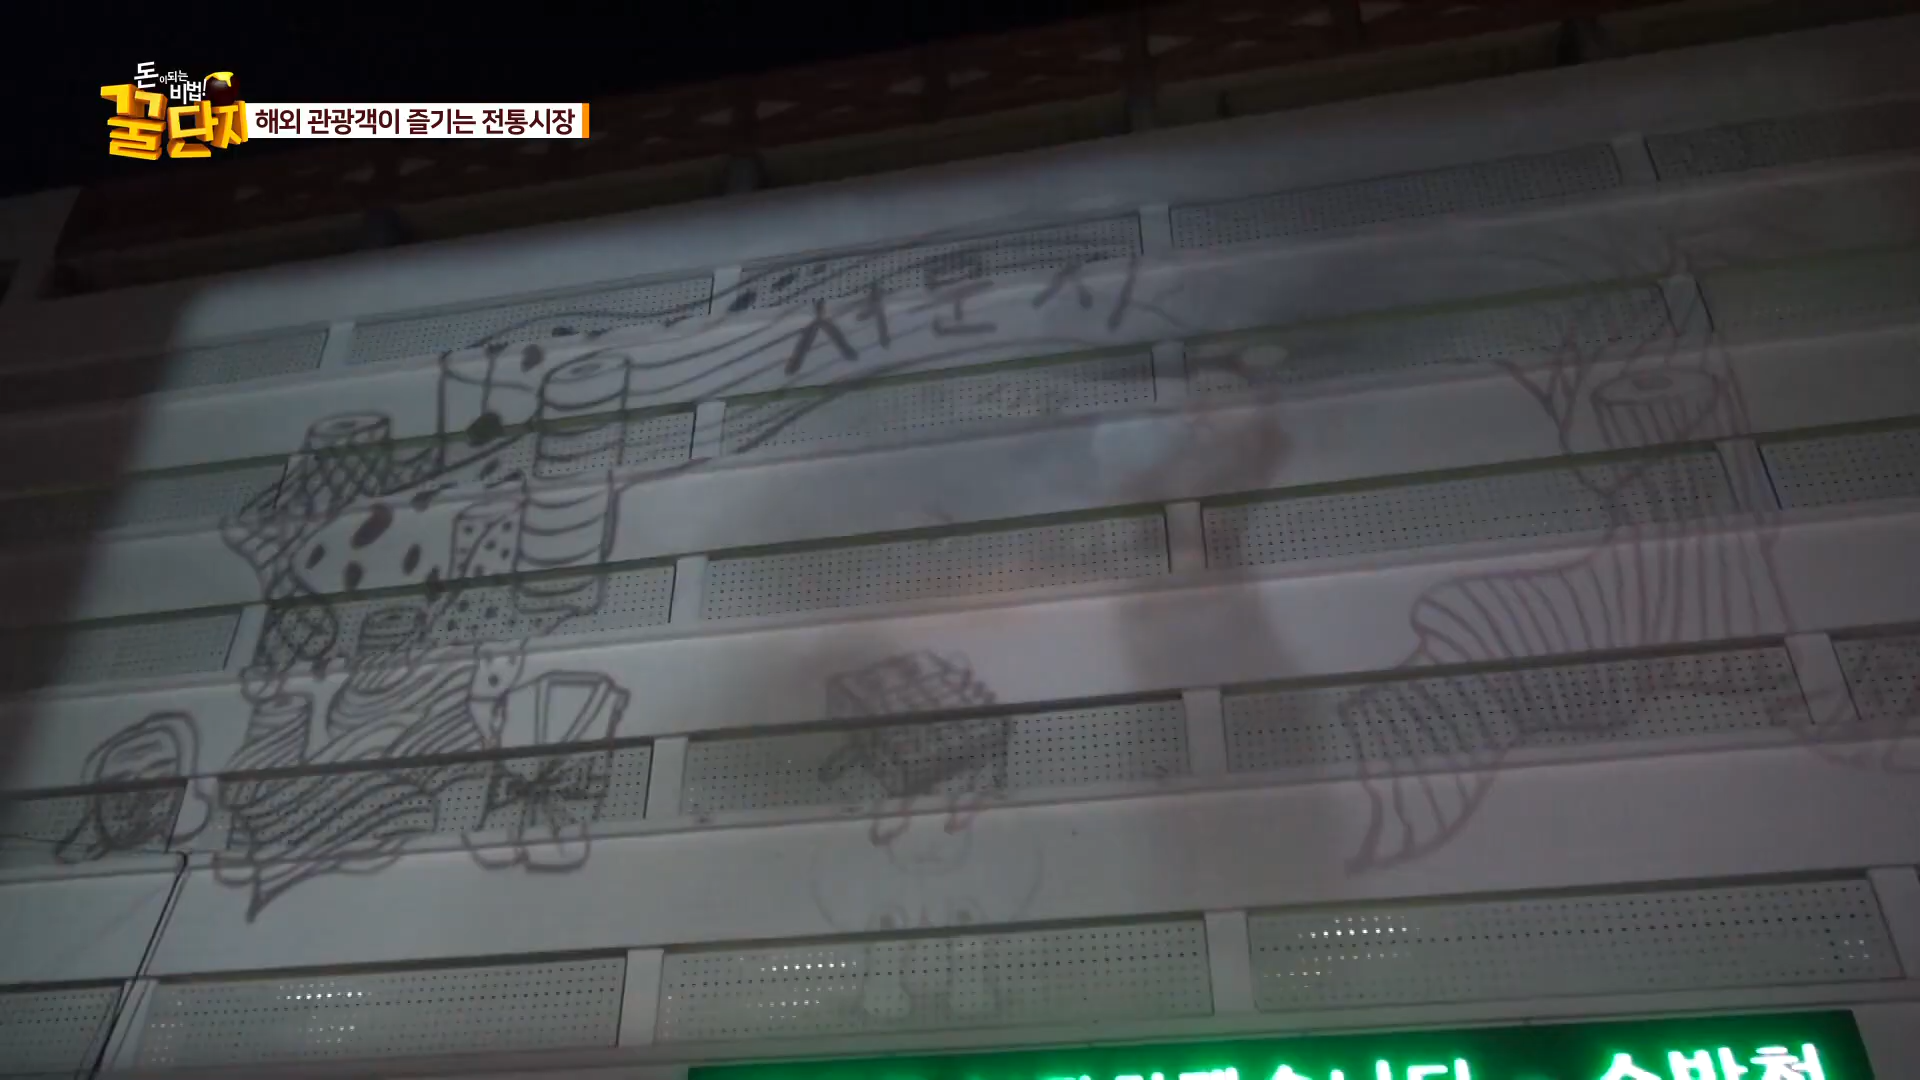 돈이되는
비법!
꿀단지
해외 관광객이 즐기는 전통시장
서문시